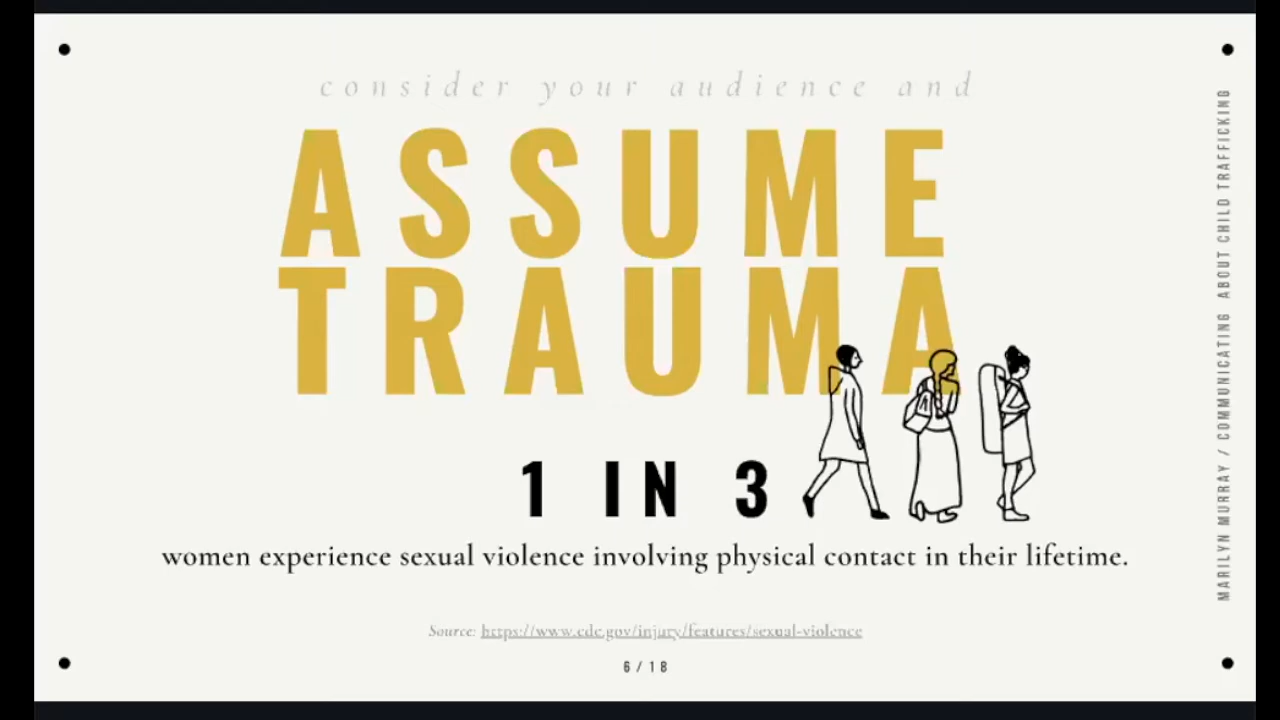 consider your audience and
ASSUME
TRAUMA
1 IN 3
women experience sexual violence involving physical contact in their lifetime.
Source: https://www.cdc.gov/injury/features/sexual-violence
6/18
MARILYN MURRAY / COMMUNICATING ABOUT CHILD TRAFFICKING